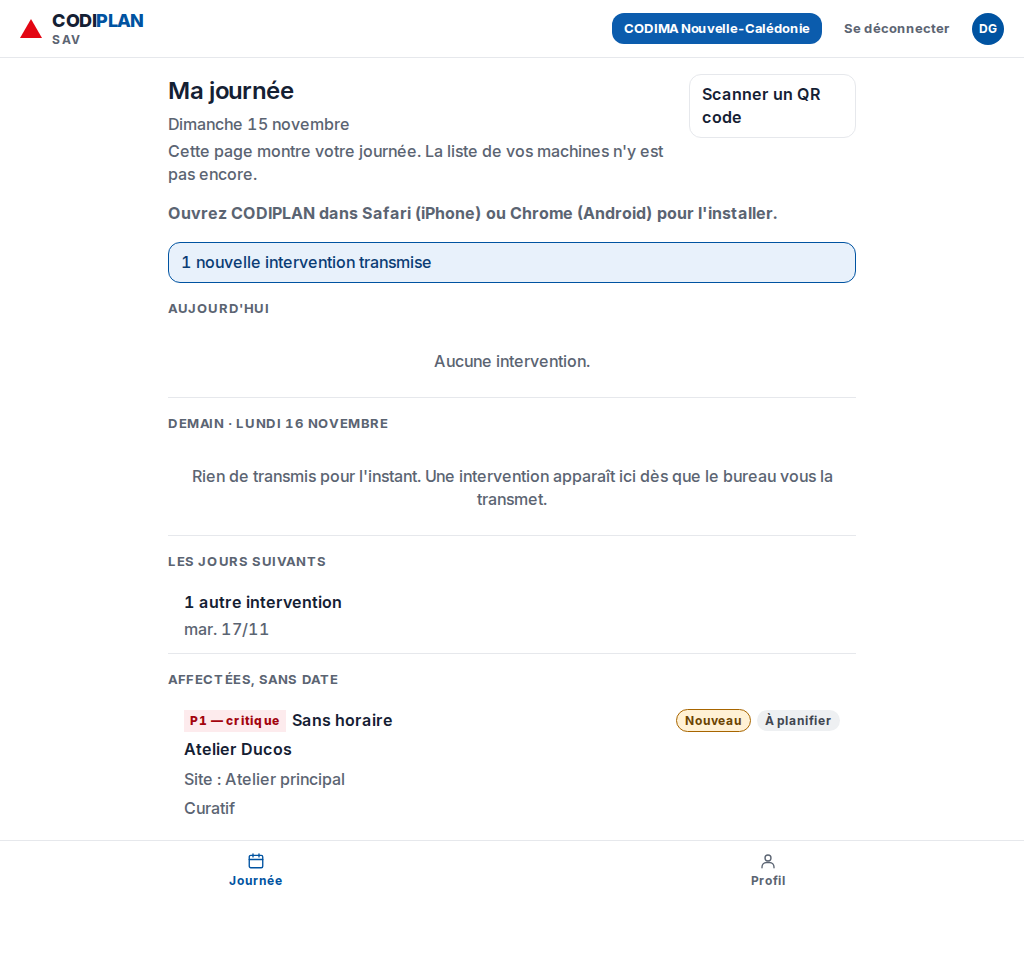 CODIPLAN
SAV
CODIMA Nouvelle-Calédonie
Se déconnecter
DG
Ma journée
Scanner un QR
code
Dimanche 15 novembre
Cette page montre votre journée. La liste de vos machines n'y est
pas encore.
Ouvrez CODIPLAN dans Safari (iPhone) ou Chrome (Android) pour l'installer.
1 nouvelle intervention transmise
AUJOURD'HUI
Aucune intervention.
DEMAIN · LUNDI 16 NOVEMBRE
Rien de transmis pour l'instant. Une intervention apparaît ici dès que le bureau vous la
transmet.
LES JOURS SUIVANTS
1 autre intervention
mar. 17/11
AFFECTÉES, SANS DATE
P1 — critique Sans horaire
Nouveau
À planifier
Atelier Ducos
Site : Atelier principal
Curatif
Journée
Profil